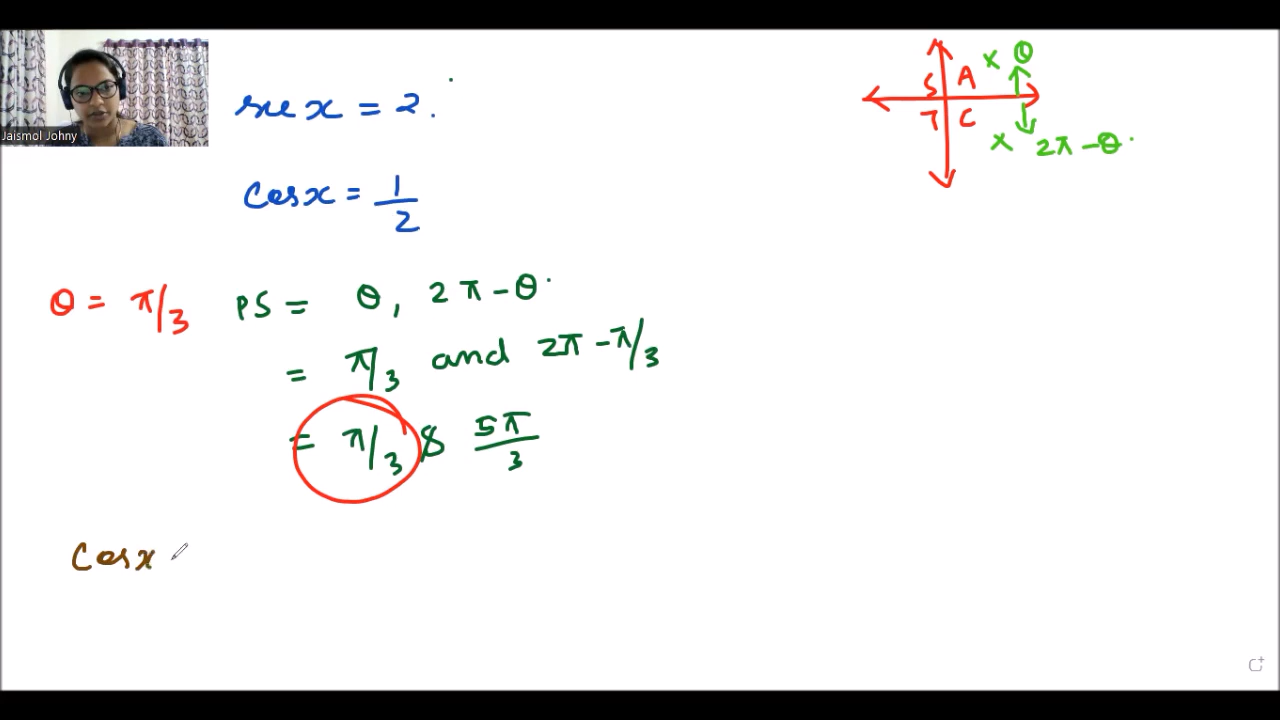 sec x = 2.
S A x θ
T C x 2π - θ.
cos x = 1/2
θ = π/3 PS = θ, 2π - θ.
= π/3 and 2π - π/3
= π/3 & 5π/3
cos x
Jaismol Johny